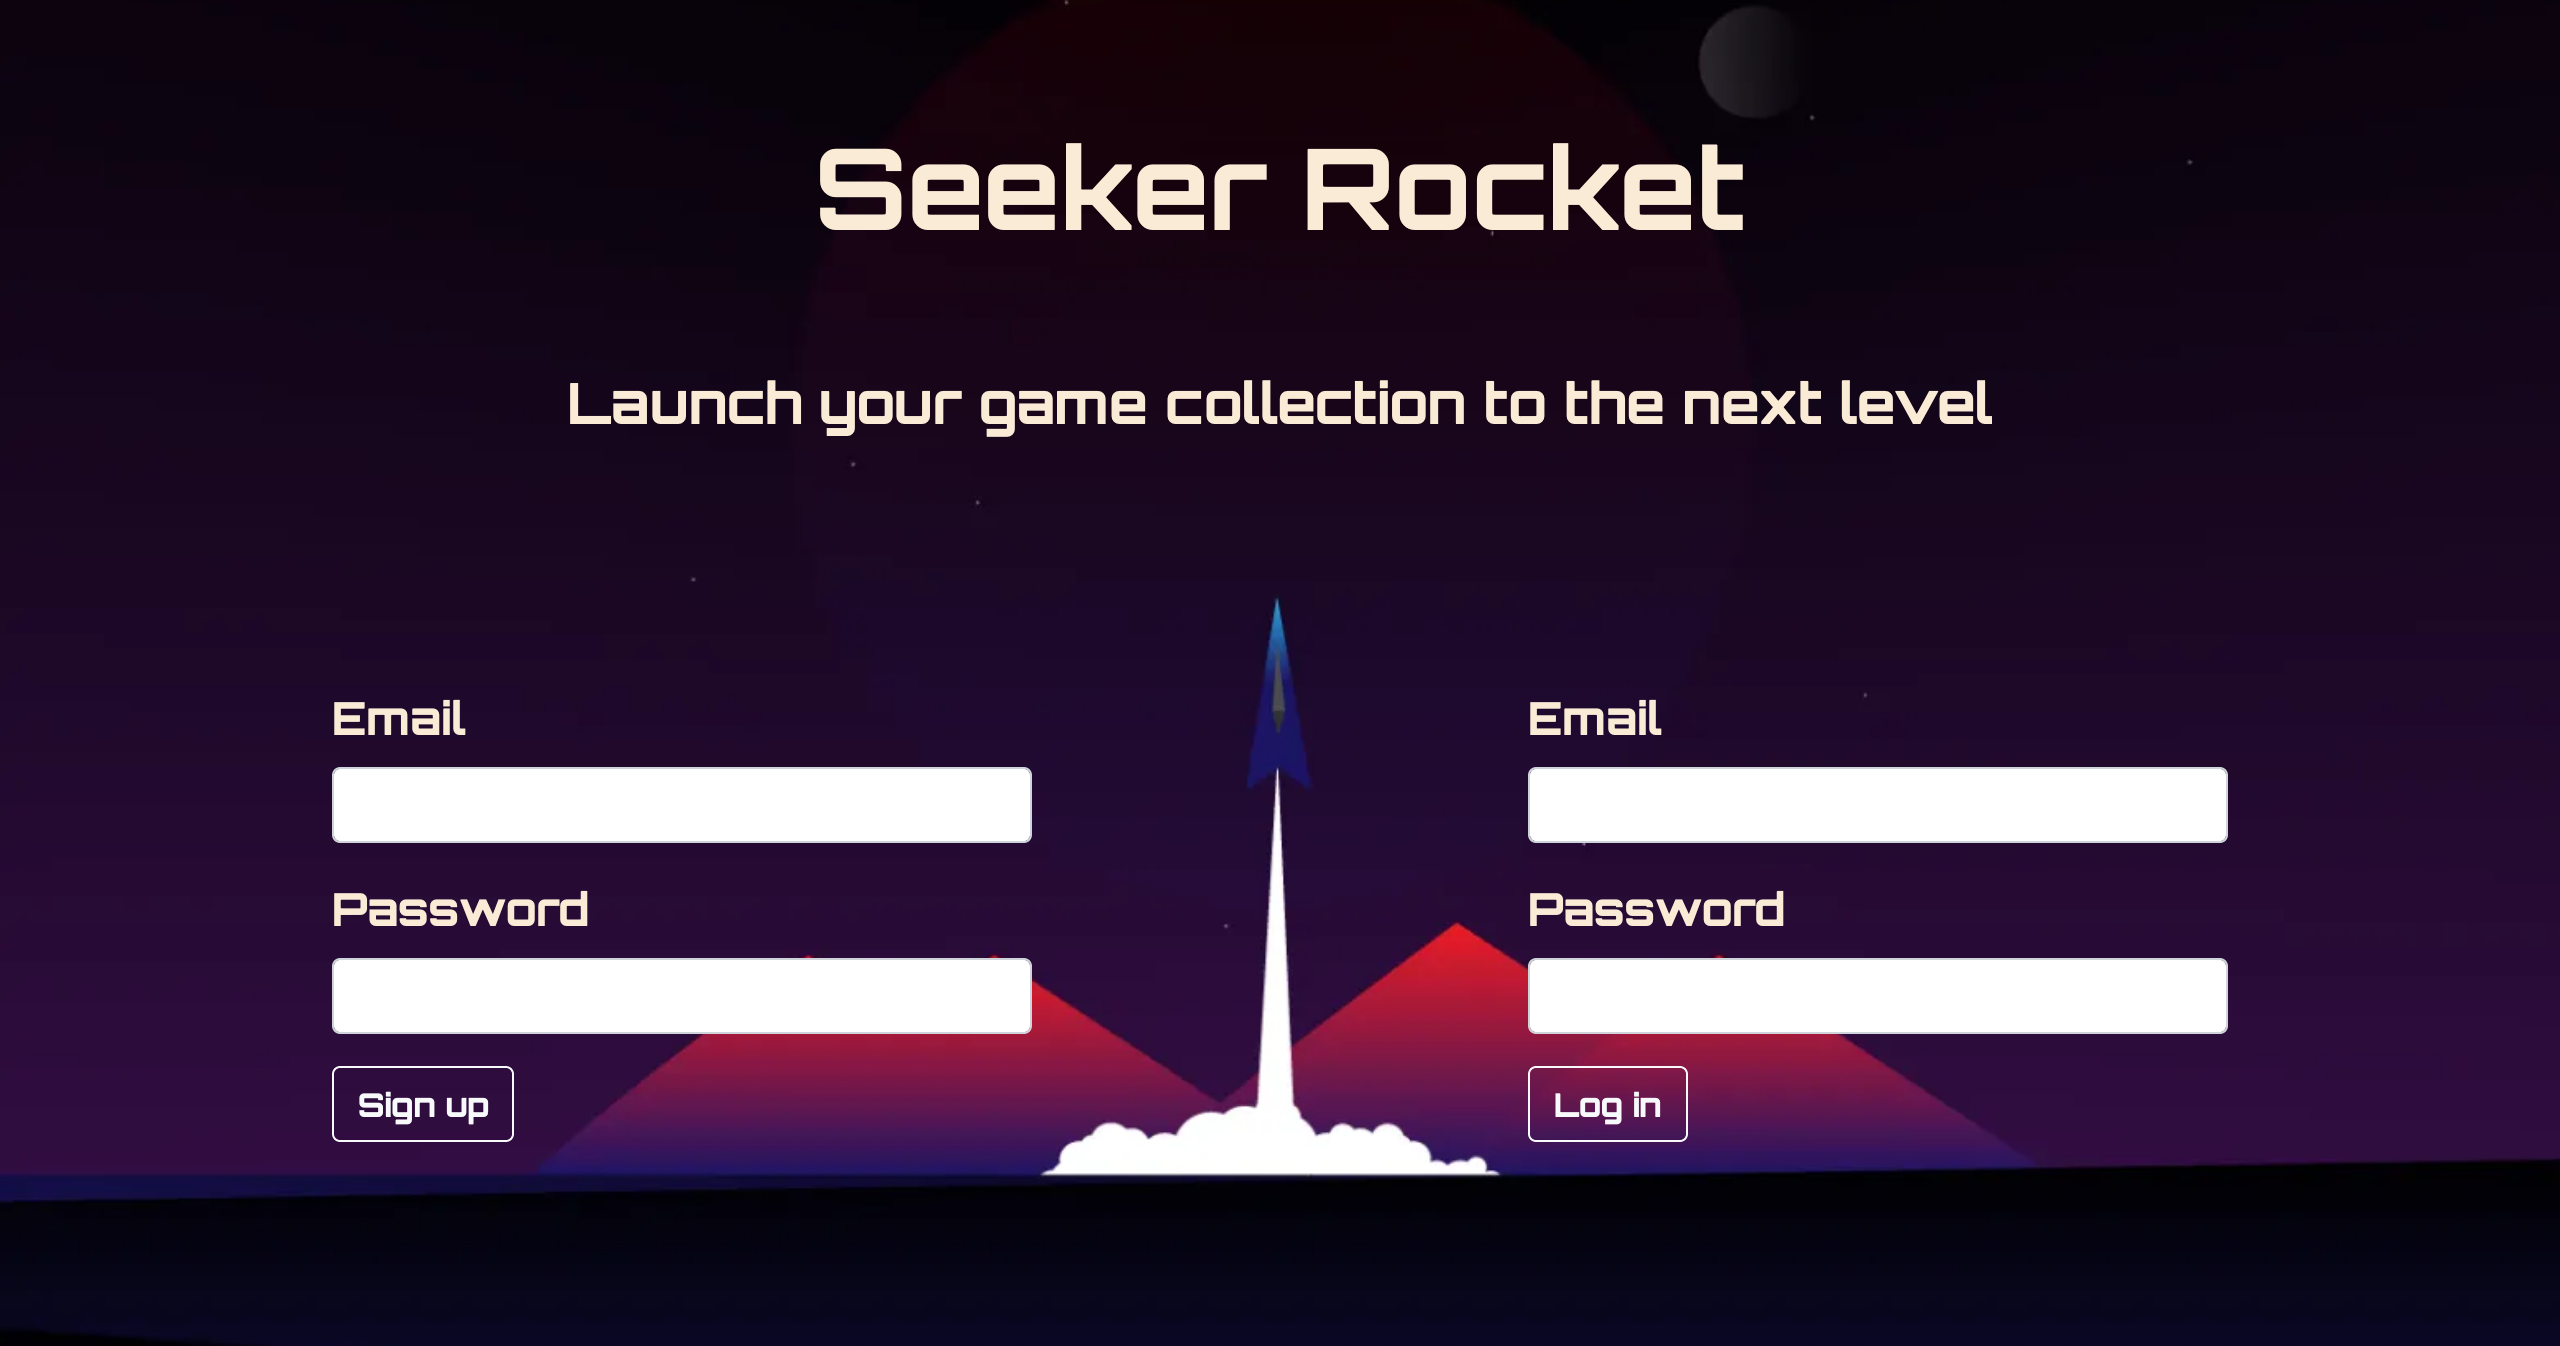 Seeker Rocket
Launch your game collection to the next level
Email
Password
Sign up
Email
Password
Log in